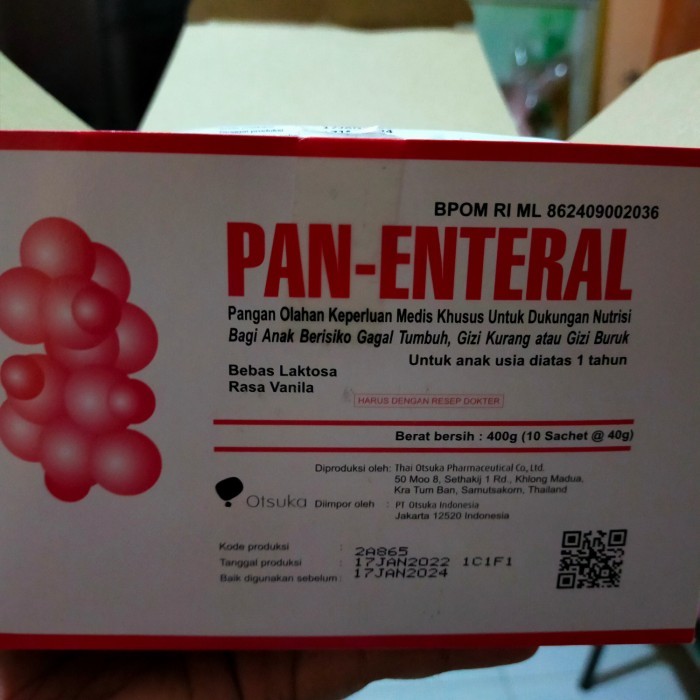 BPOM RI ML 862409002036
PAN-ENTERAL
Pangan Olahan Keperluan Medis Khusus Untuk Dukungan Nutrisi
Bagi Anak Berisiko Gagal Tumbuh, Gizi Kurang atau Gizi Buruk
Untuk anak usia diatas 1 tahun
Bebas Laktosa
Rasa Vanila
HARUS DENGAN RESEP DOKTER
Berat bersih : 400g (10 Sachet @ 40g)
Diproduksi oleh: Thai Otsuka Pharmaceutical Co., Ltd.
50 Moo 8, Sethakij 1 Rd., Khlong Madua,
Kra Tum Ban, Samutsakorn, Thailand
Otsuka Diimpor oleh : PT Otsuka Indonesia
Jakarta 12520 Indonesia
Kode produksi : 2A865
Tanggal produksi : 17JAN2022 1C1F1
Baik digunakan sebelum : 17JAN2024